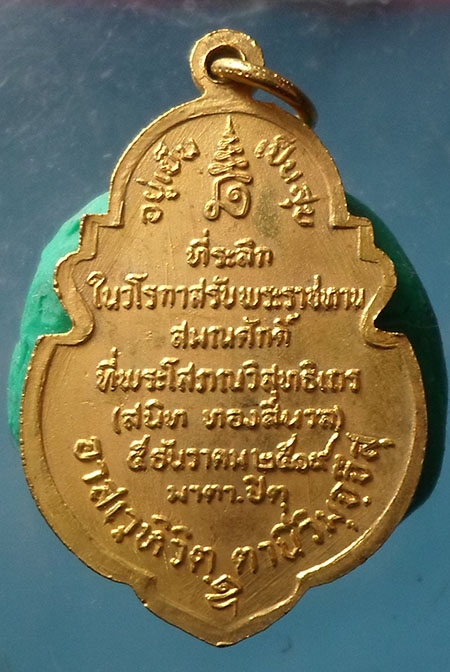 อยู่เย็น เป็นสุข
ที่ระลึก
ในวโรกาสรับพระราชทาน
สมณศักดิ์
ที่พระโสภณวิสุทธิเถร
(สนิท ทองสีนวล)
๕ ธันวาคม ๒๕๑๙
มาตา.ปิตุ